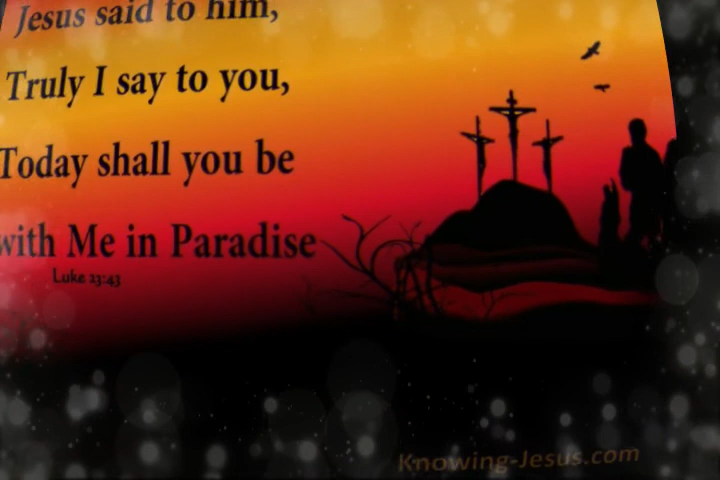 Jesus said to him,
Truly I say to you,
Today shall you be
with Me in Paradise
Luke 23:43
Knowing-Jesus.com